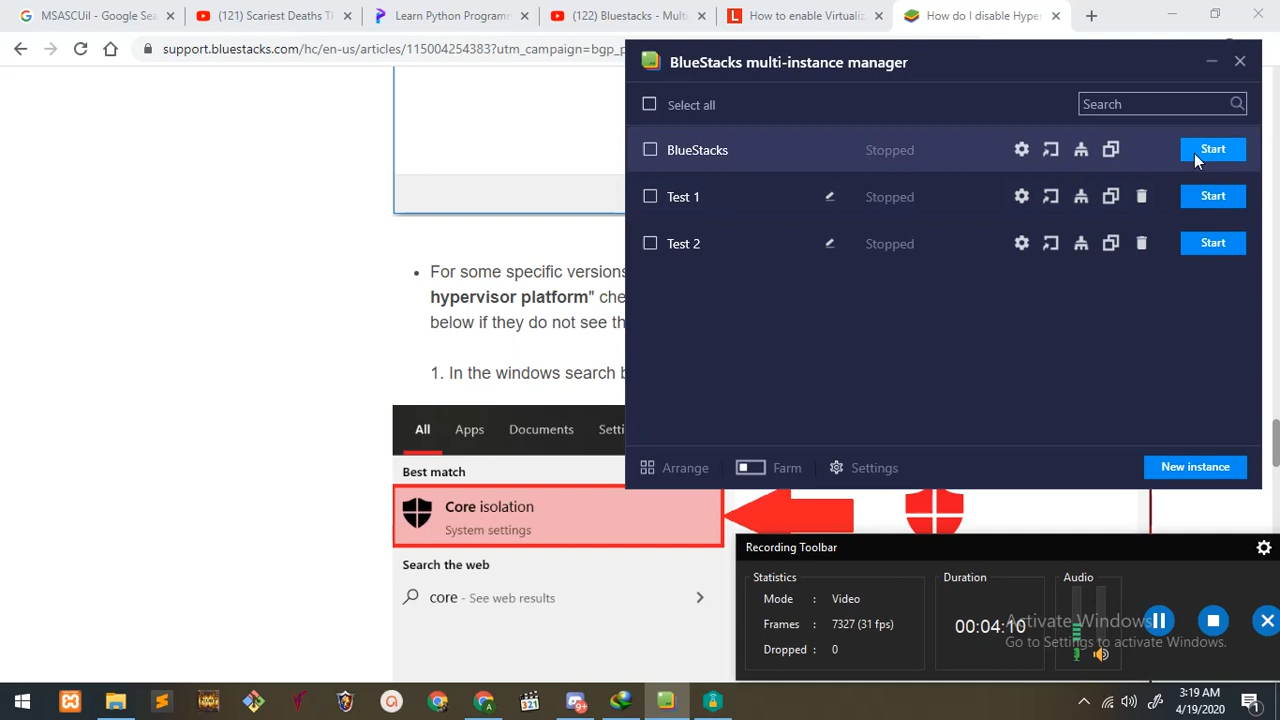 MSASCUil - Google Sea
(121) Scariest Deaths Ti
Learn Python Programm
(122) Bluestacks - Multi
How to enable Virtualiz
How do I disable Hyper
support.bluestacks.com/hc/en-us/articles/115004254383?utm_campaign=bgp_p
BlueStacks multi-instance manager
Select all
Search
BlueStacks
Stopped
Start
Test 1
Stopped
Start
Test 2
Stopped
Start
For some specific versions
hypervisor platform" che
below if they do not see th
1. In the windows search b
Arrange
Farm
Settings
New instance
All
Apps
Documents
Setti
Best match
Core isolation
System settings
Search the web
core - See web results
Recording Toolbar
Statistics
Mode : Video
Frames : 7327 (31 fps)
Dropped : 0
Duration
00:04:10
Audio
Activate Windows
Go to Settings to activate Windows.
9+
3:19 AM
4/19/2020
1